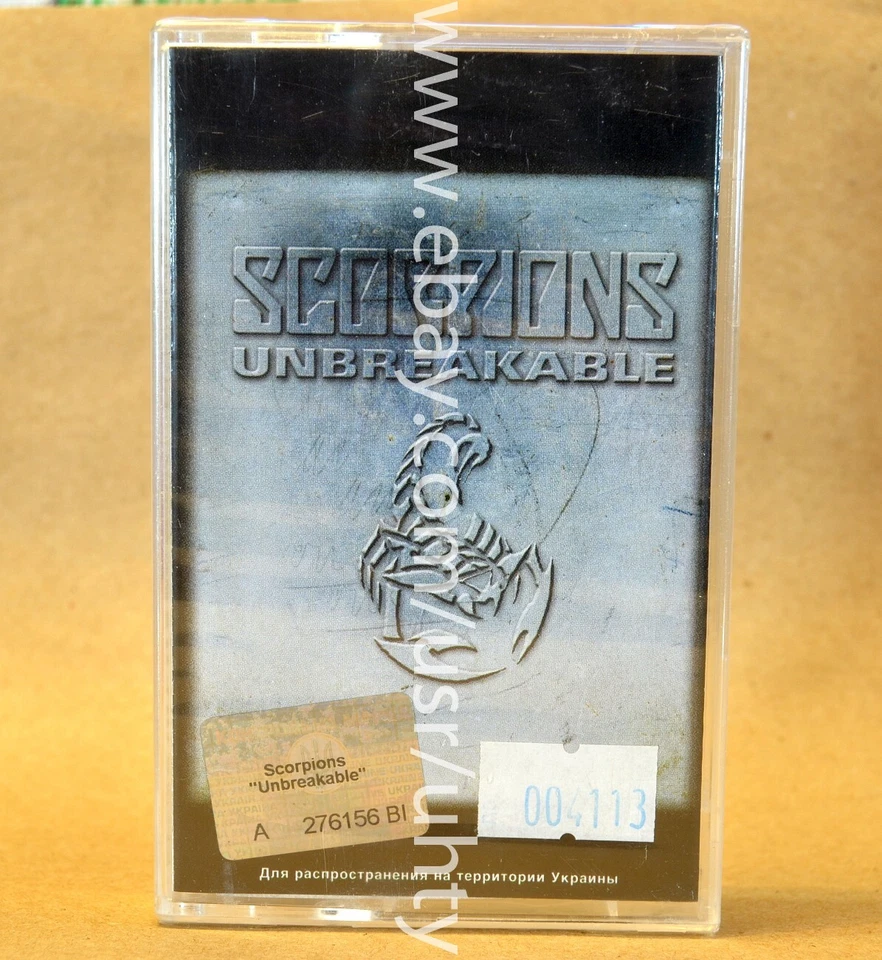 SCORPIONS
UNBREAKABLE
Scorpions
"Unbreakable"
A 276156 BI
004113
Для распространения на территории Украины
www.ebay.com/usr/uhty